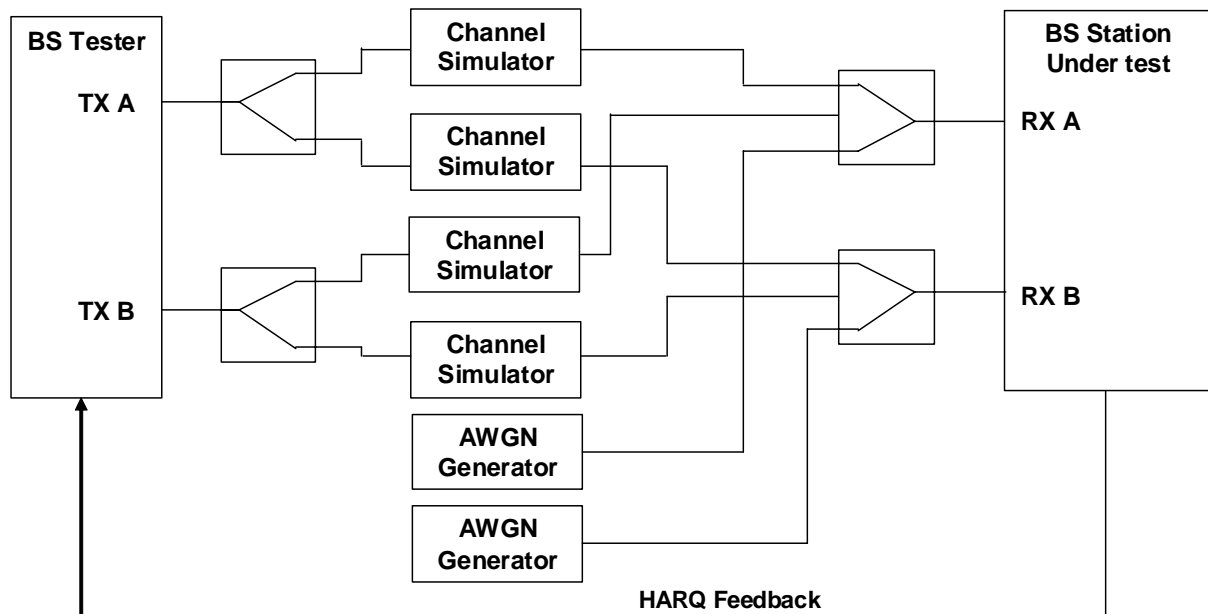 BS Tester
TX A
TX B
Channel
Simulator
Channel
Simulator
Channel
Simulator
Channel
Simulator
AWGN
Generator
AWGN
Generator
BS Station
Under test
RX A
RX B
HARQ Feedback